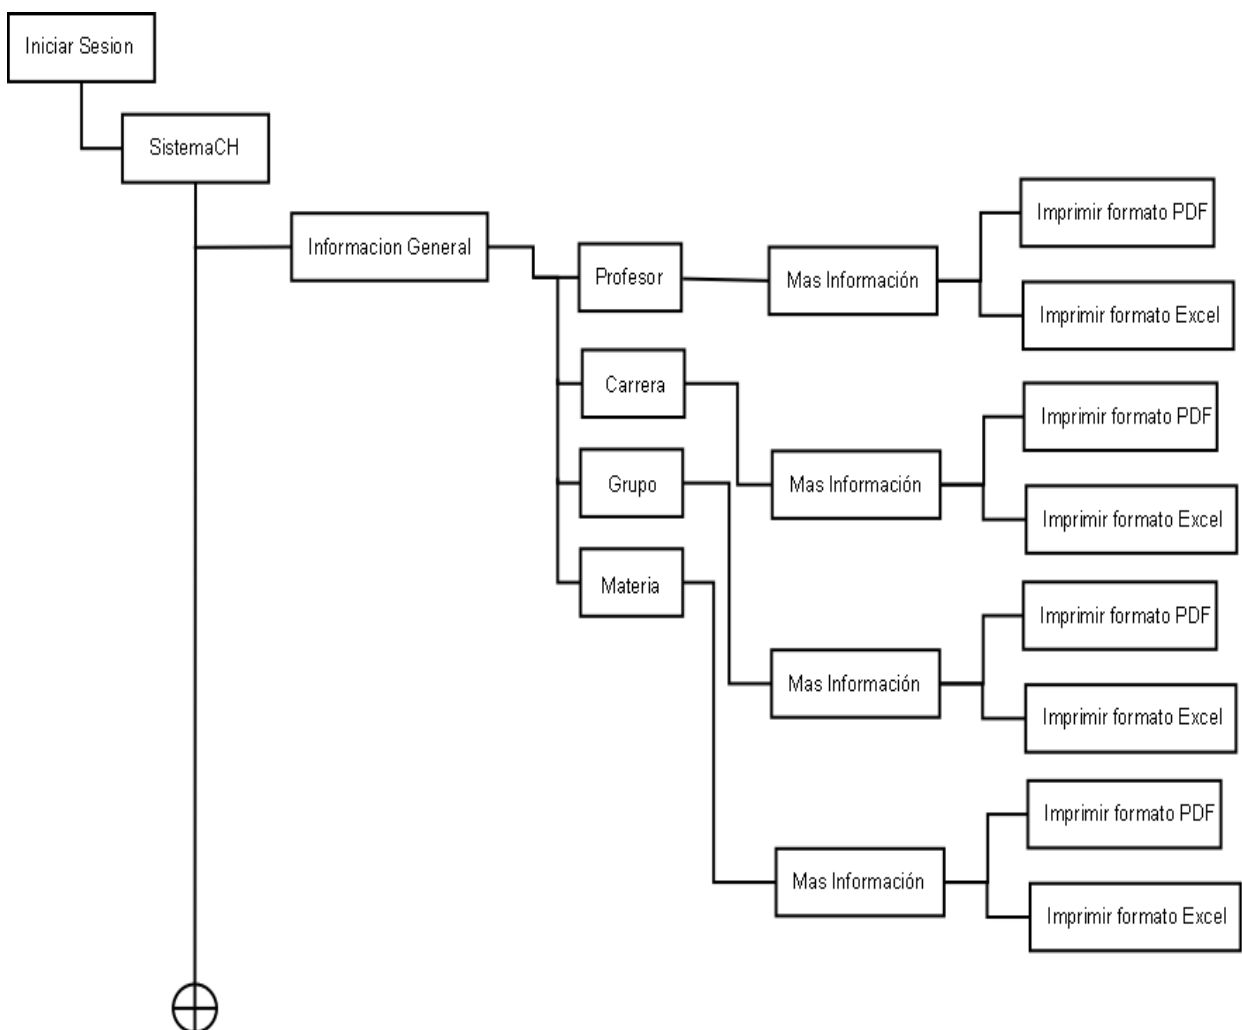 Iniciar Sesion
SistemaCH
Informacion General
Profesor
Mas Información
Imprimir formato PDF
Imprimir formato Excel
Carrera
Mas Información
Imprimir formato PDF
Imprimir formato Excel
Grupo
Mas Información
Imprimir formato PDF
Imprimir formato Excel
Materia
Mas Información
Imprimir formato PDF
Imprimir formato Excel